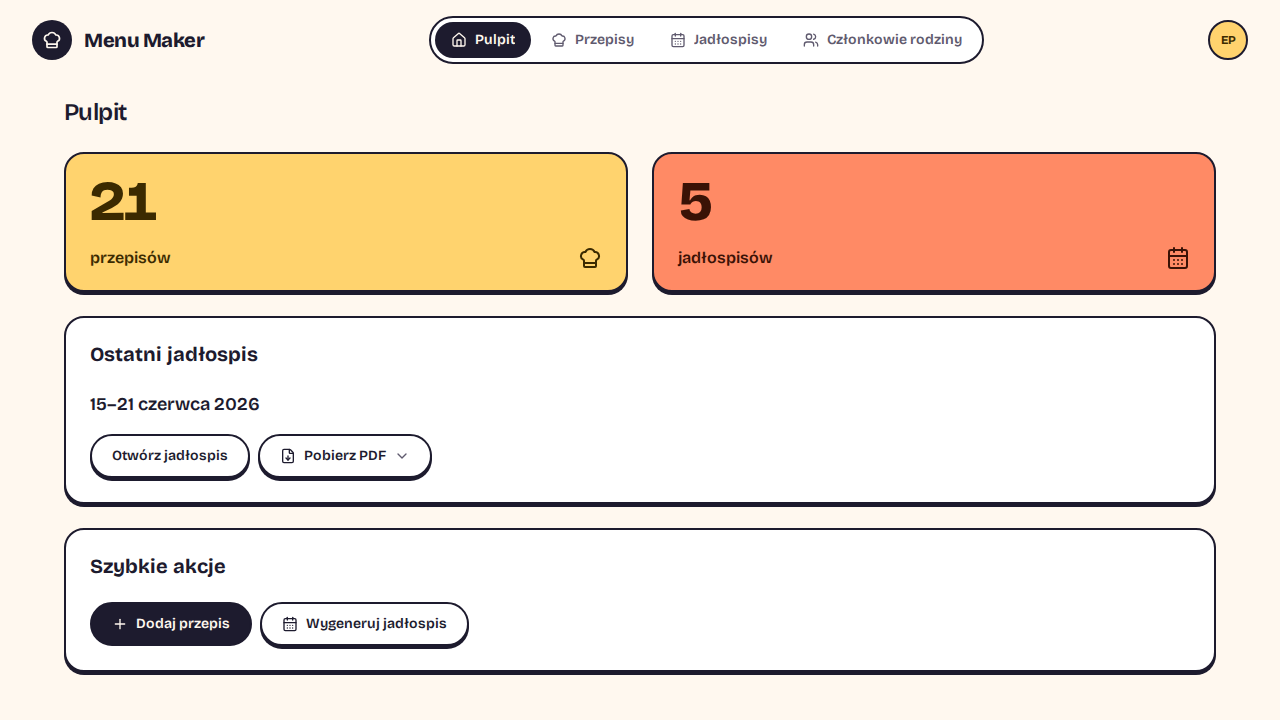 Menu Maker
Pulpit
Przepisy
Jadłospisy
Członkowie rodziny
EP
Pulpit
21
przepisów
5
jadłospisów
Ostatni jadłospis
15–21 czerwca 2026
Otwórz jadłospis
Pobierz PDF
Szybkie akcje
Dodaj przepis
Wygeneruj jadłospis